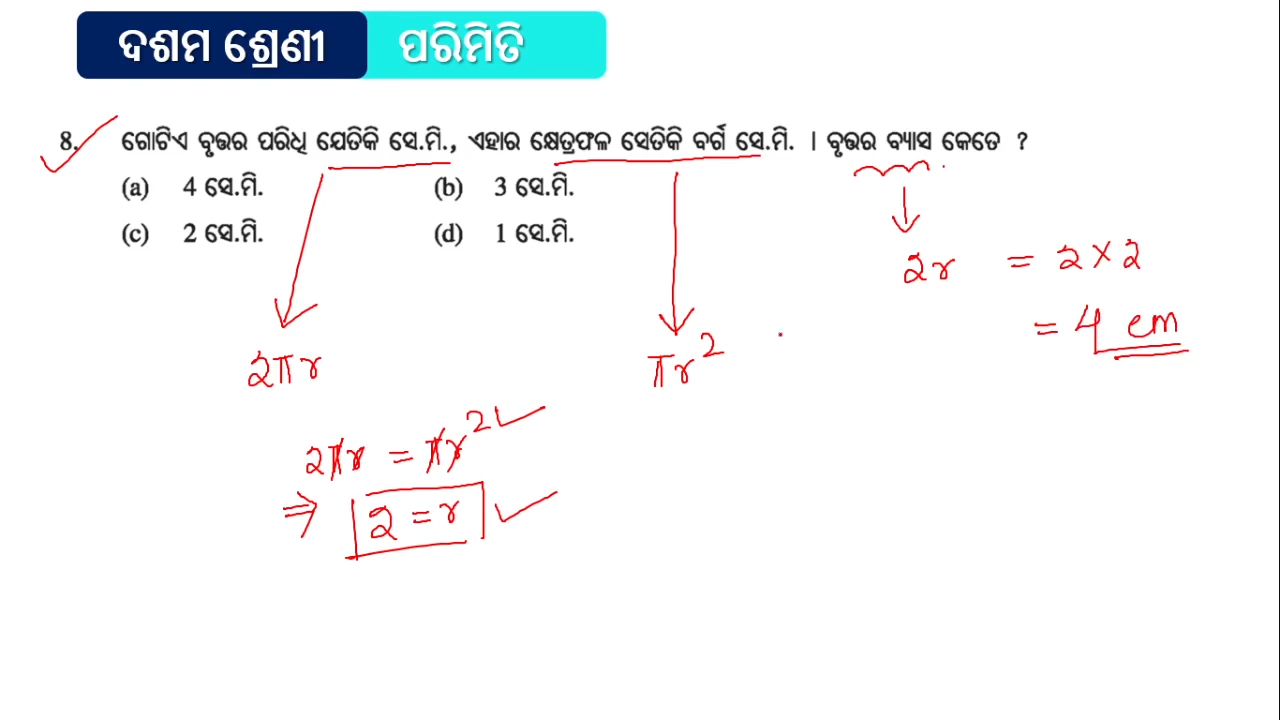 ଦଶମ ଶ୍ରେଣୀ ପରିମିତି
8. ଗୋଟିଏ ବୃତ୍ତର ପରିଧି ଯେତିକି ସେ.ମି., ଏହାର କ୍ଷେତ୍ରଫଳ ସେତିକି ବର୍ଗ ସେ.ମି. । ବୃତ୍ତର ବ୍ୟାସ କେତେ ?
(a) 4 ସେ.ମି. (b) 3 ସେ.ମି.
(c) 2 ସେ.ମି. (d) 1 ସେ.ମି.
2r = 2 × 2
= 4 cm
2πr πr²
2πr = πr²
⇒ 2 = r